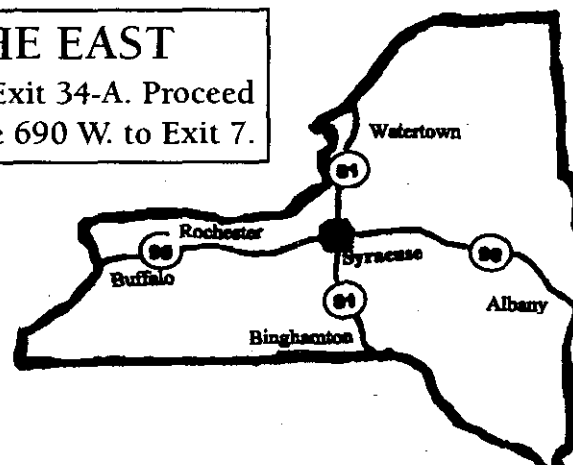 HE EAST
Exit 34-A. Proceed
e 690 W. to Exit 7.
Watertown
81
Rochester
90
Syracuse
90
Buffalo
81
Albany
Binghamton